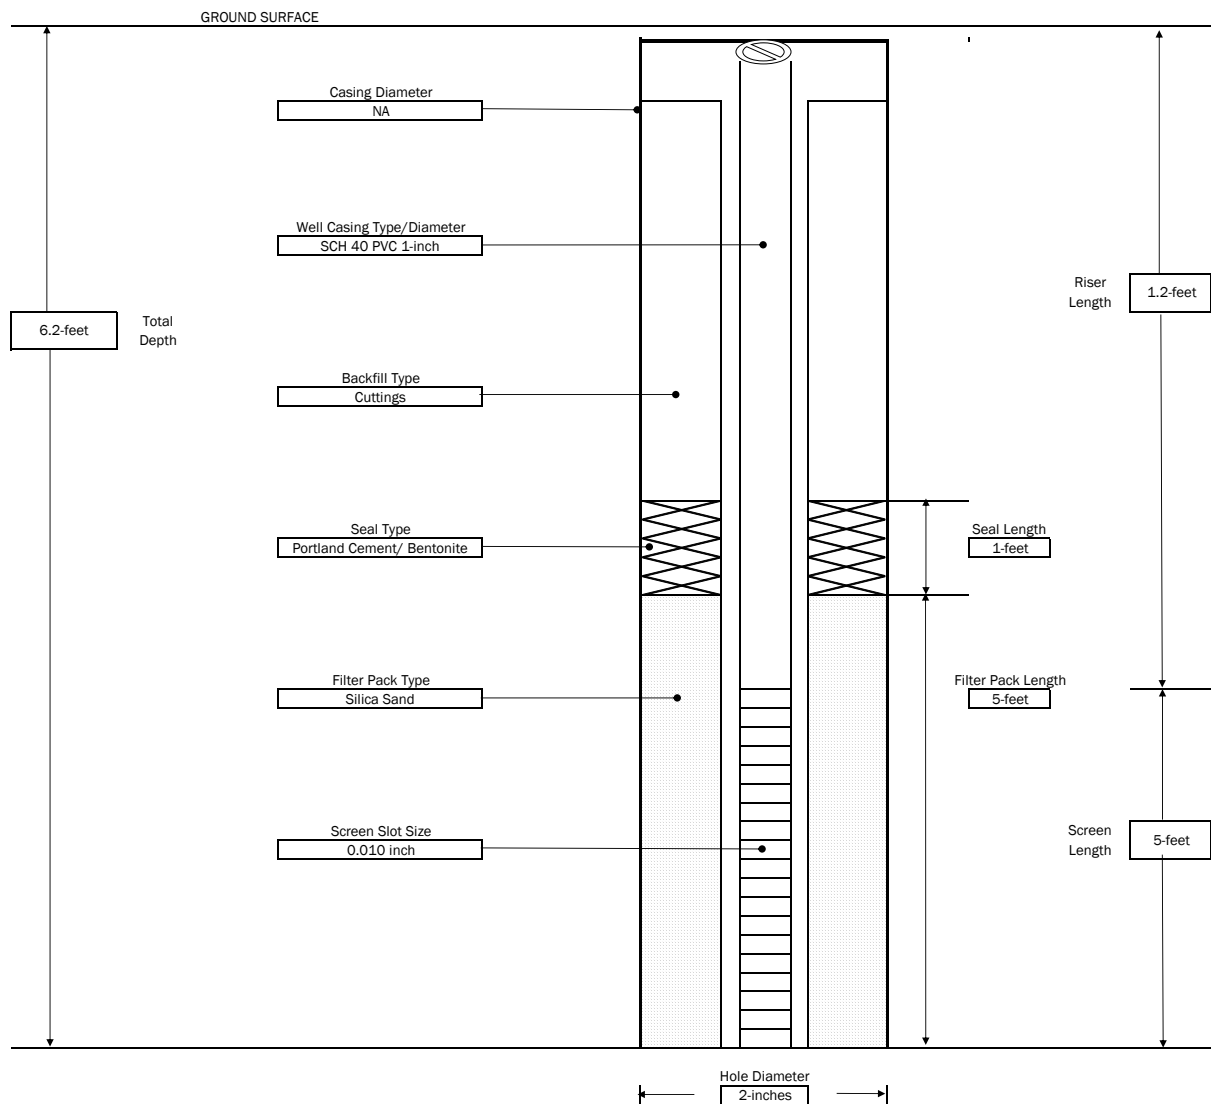 GROUND SURFACE
Casing Diameter
NA
Well Casing Type/Diameter
SCH 40 PVC 1-inch
Riser
Length
1.2-feet
6.2-feet
Total
Depth
Backfill Type
Cuttings
Seal Type
Portland Cement/ Bentonite
Seal Length
1-feet
Filter Pack Type
Silica Sand
Filter Pack Length
5-feet
Screen Slot Size
0.010 inch
Screen
Length
5-feet
Hole Diameter
2-inches